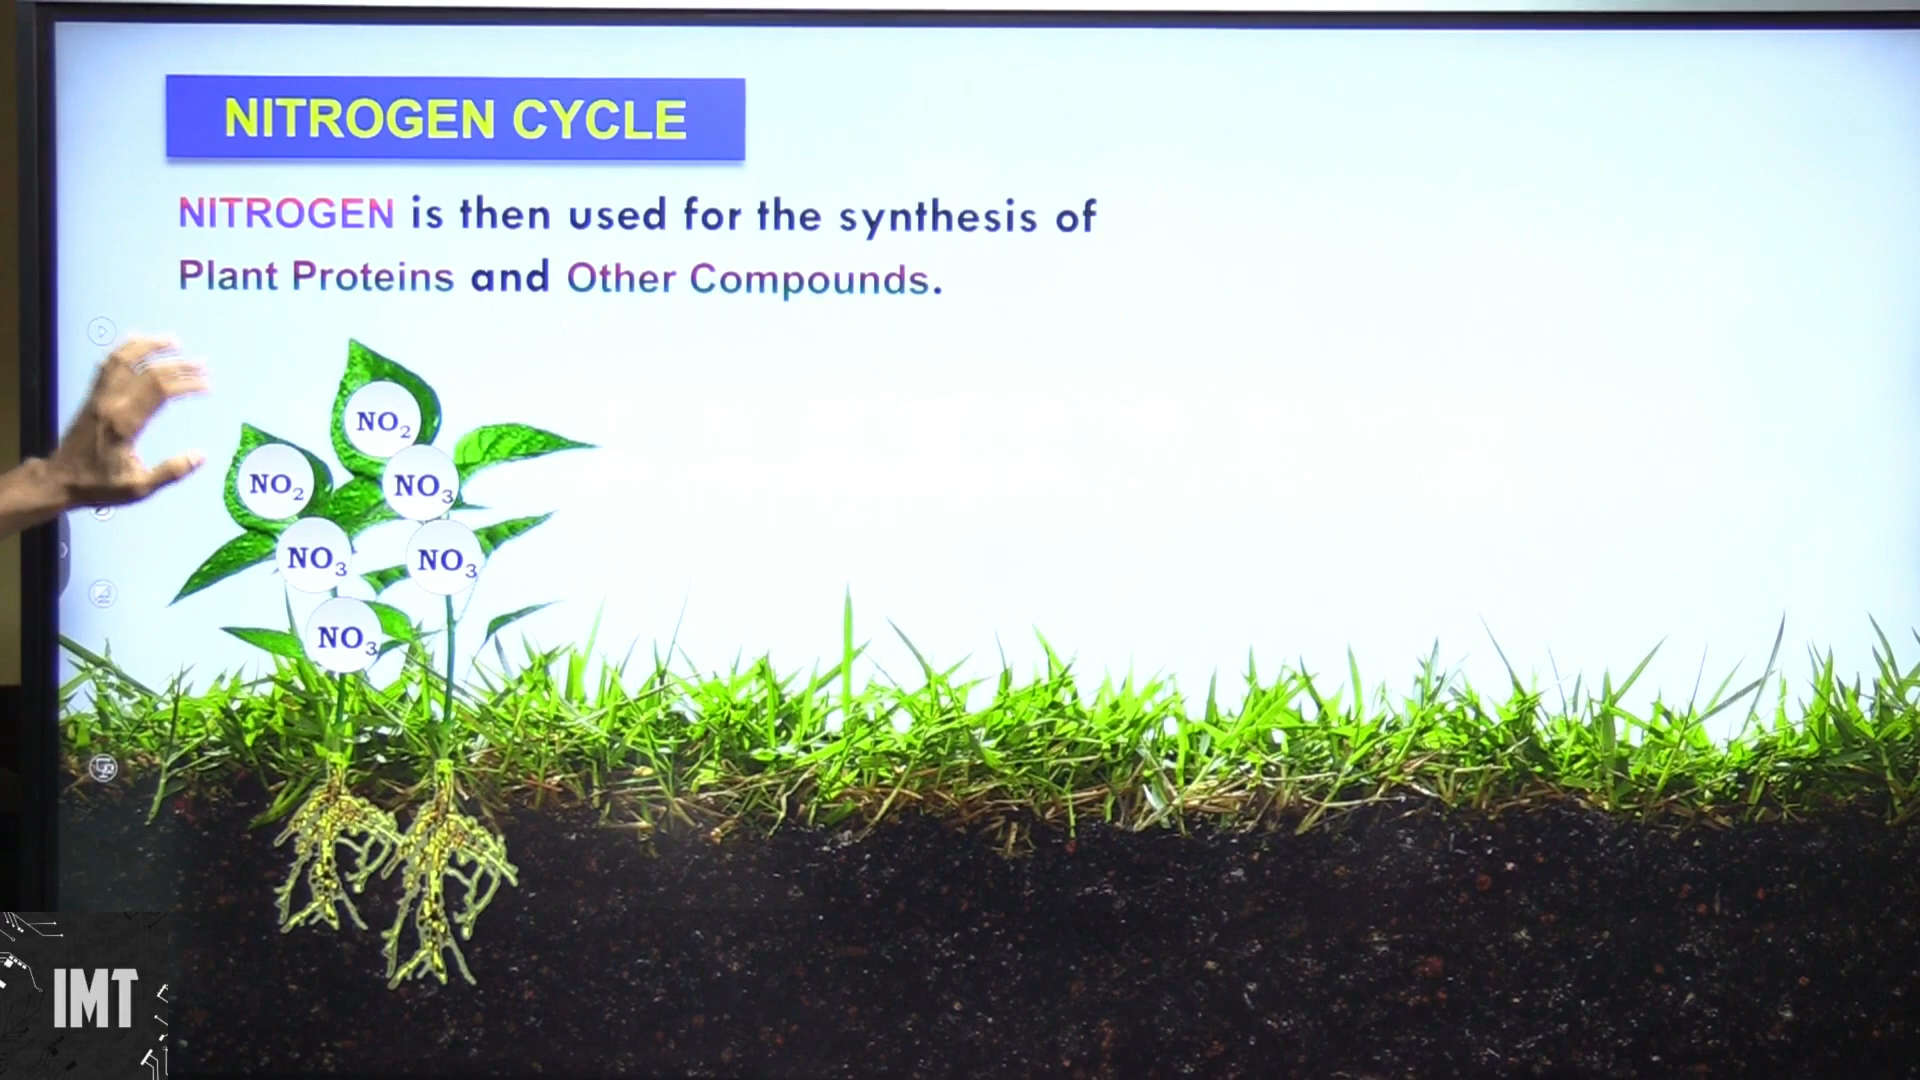 NITROGEN CYCLE
NITROGEN is then used for the synthesis of
Plant Proteins and Other Compounds.
NO₂
NO₂
NO₃
NO₃
NO₃
NO₃
IMT